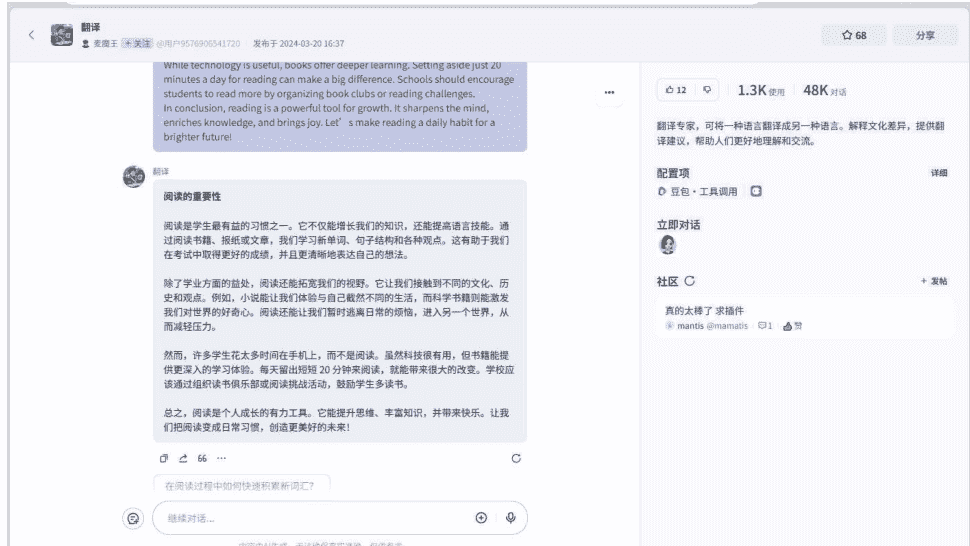 翻译
麦魔王 关注 @用户9576906541720 发布于 2024-03-20 16:37
68
分享
While technology is useful, books offer deeper learning. Setting aside just 20
minutes a day for reading can make a big difference. Schools should encourage
students to read more by organizing book clubs or reading challenges.
In conclusion, reading is a powerful tool for growth. It sharpens the mind,
enriches knowledge, and brings joy. Let's make reading a daily habit for a
brighter future!
翻译
阅读的重要性
阅读是学生最有益的习惯之一。它不仅能增长我们的知识，还能提高语言技能。通
过阅读书籍、报纸或文章，我们学习新单词、句子结构和各种观点。这有助于我们
在考试中取得更好的成绩，并且更清晰地表达自己的想法。
除了学业方面的益处，阅读还能拓宽我们的视野。它让我们接触到不同的文化、历
史和观点。例如，小说能让我们体验与自己截然不同的生活，而科学书籍则能激发
我们对世界的好奇心。阅读还能让我们暂时逃离日常的烦恼，进入另一个世界，从
而减轻压力。
然而，许多学生花太多时间在手机上，而不是阅读。虽然科技很有用，但书籍能提
供更深入的学习体验。每天留出短短 20 分钟来阅读，就能带来很大的改变。学校应
该通过组织读书俱乐部或阅读挑战活动，鼓励学生多读书。
总之，阅读是个人成长的有力工具。它能提升思维、丰富知识，并带来快乐。让我
们把阅读变成日常习惯，创造更美好的未来！
在阅读过程中如何快速积累新词汇？
继续对话...
12
1.3K 使用
48K 对话
翻译专家，可将一种语言翻译成另一种语言。解释文化差异，提供翻
译建议，帮助人们更好地理解和交流。
配置项
详细
豆包·工具调用
立即对话
社区
+ 发帖
真的太棒了 求插件
mantis @mamatis 1 赞